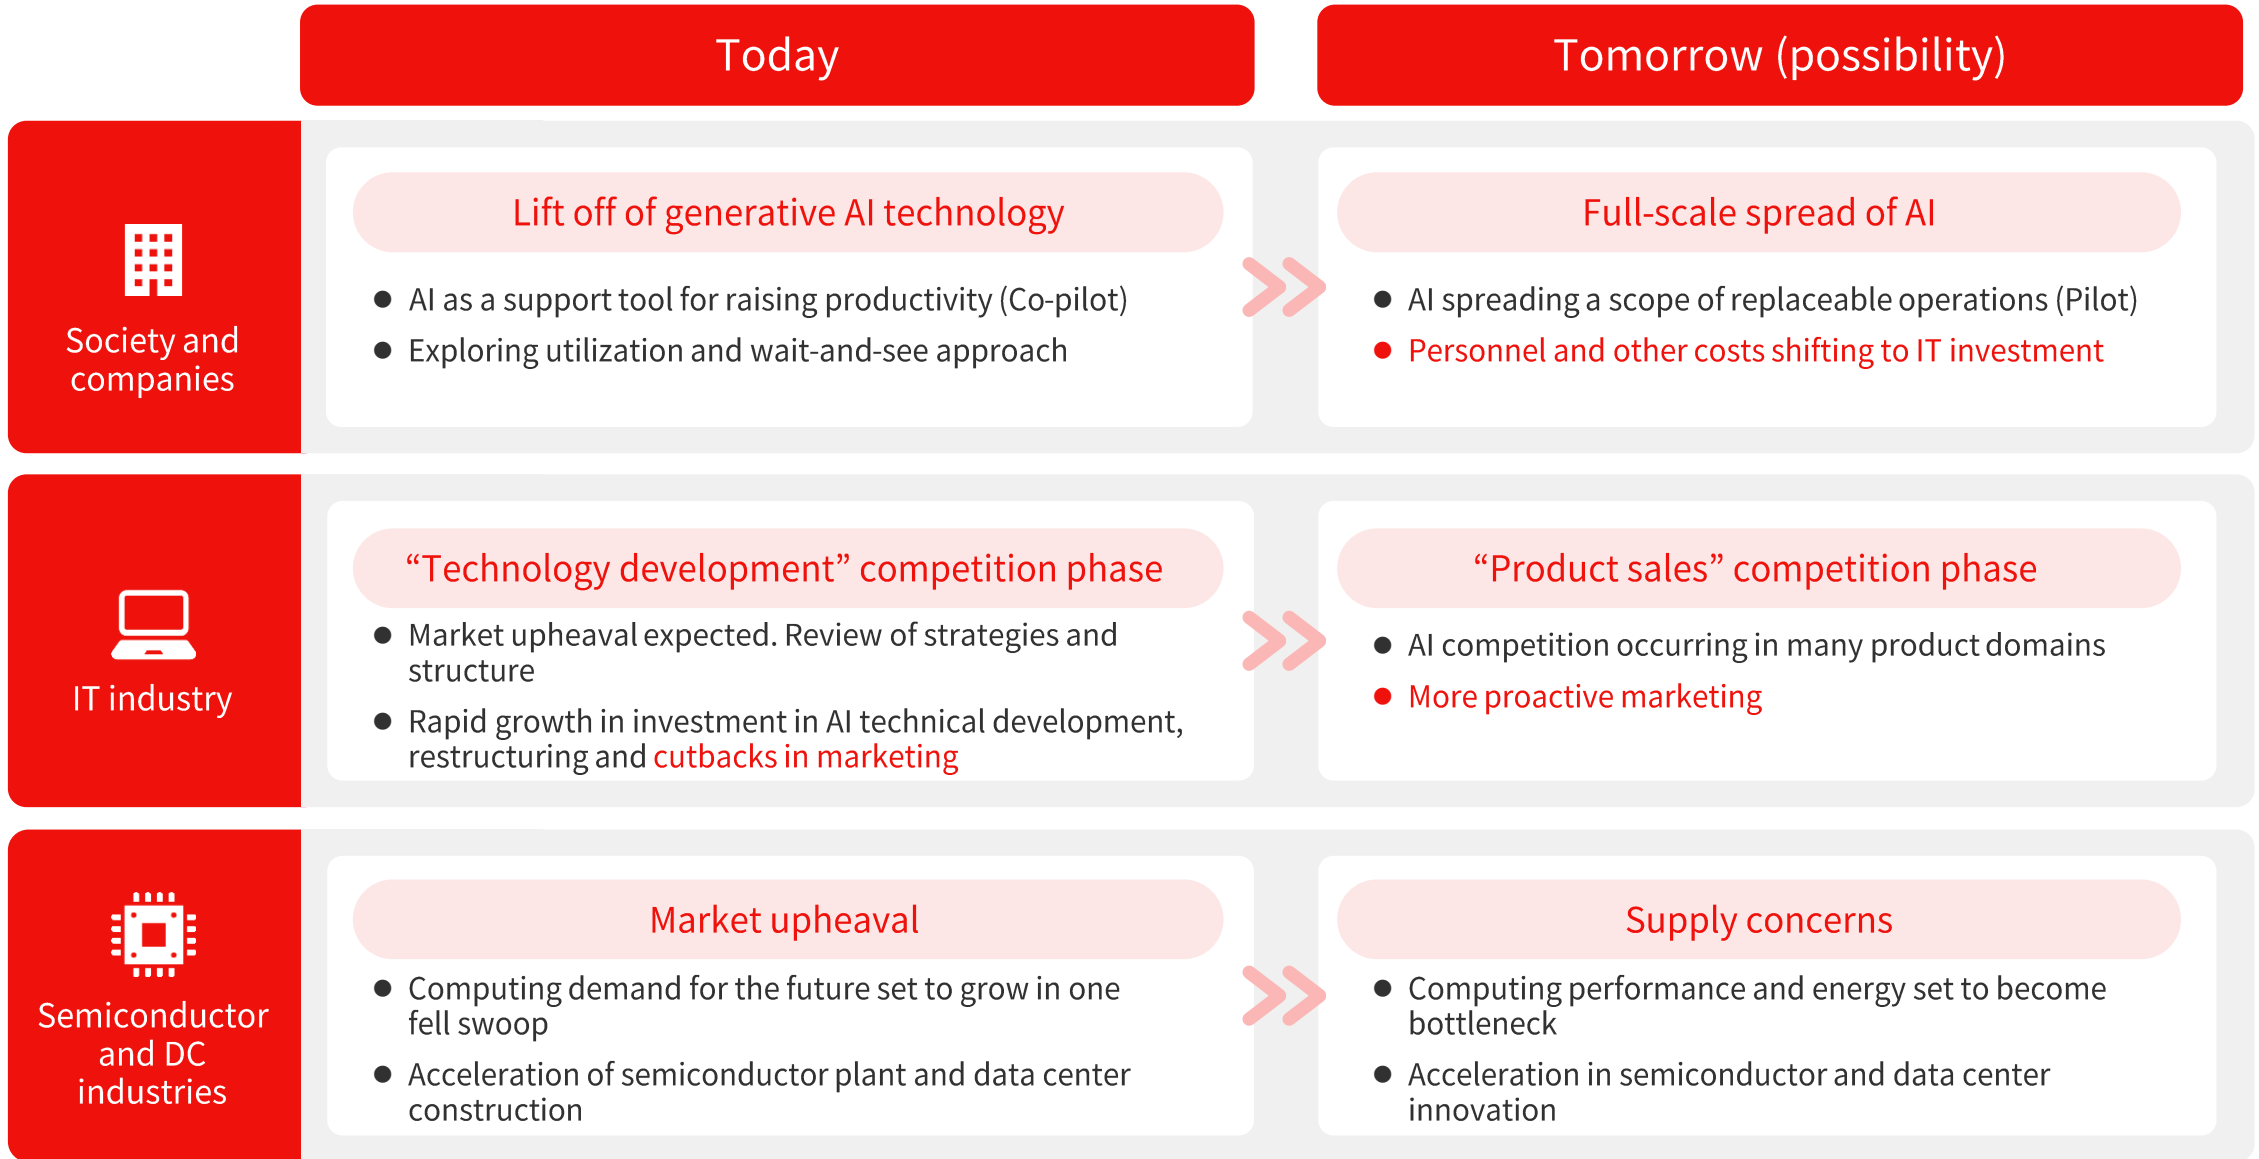 Today
Tomorrow (possibility)
Society and
companies
Lift off of generative AI technology
● AI as a support tool for raising productivity (Co-pilot)
● Exploring utilization and wait-and-see approach
Full-scale spread of AI
● AI spreading a scope of replaceable operations (Pilot)
● Personnel and other costs shifting to IT investment
IT industry
“Technology development” competition phase
● Market upheaval expected. Review of strategies and
structure
● Rapid growth in investment in AI technical development,
restructuring and cutbacks in marketing
“Product sales” competition phase
● AI competition occurring in many product domains
● More proactive marketing
Semiconductor
and DC
industries
Market upheaval
● Computing demand for the future set to grow in one
fell swoop
● Acceleration of semiconductor plant and data center
construction
Supply concerns
● Computing performance and energy set to become
bottleneck
● Acceleration in semiconductor and data center
innovation